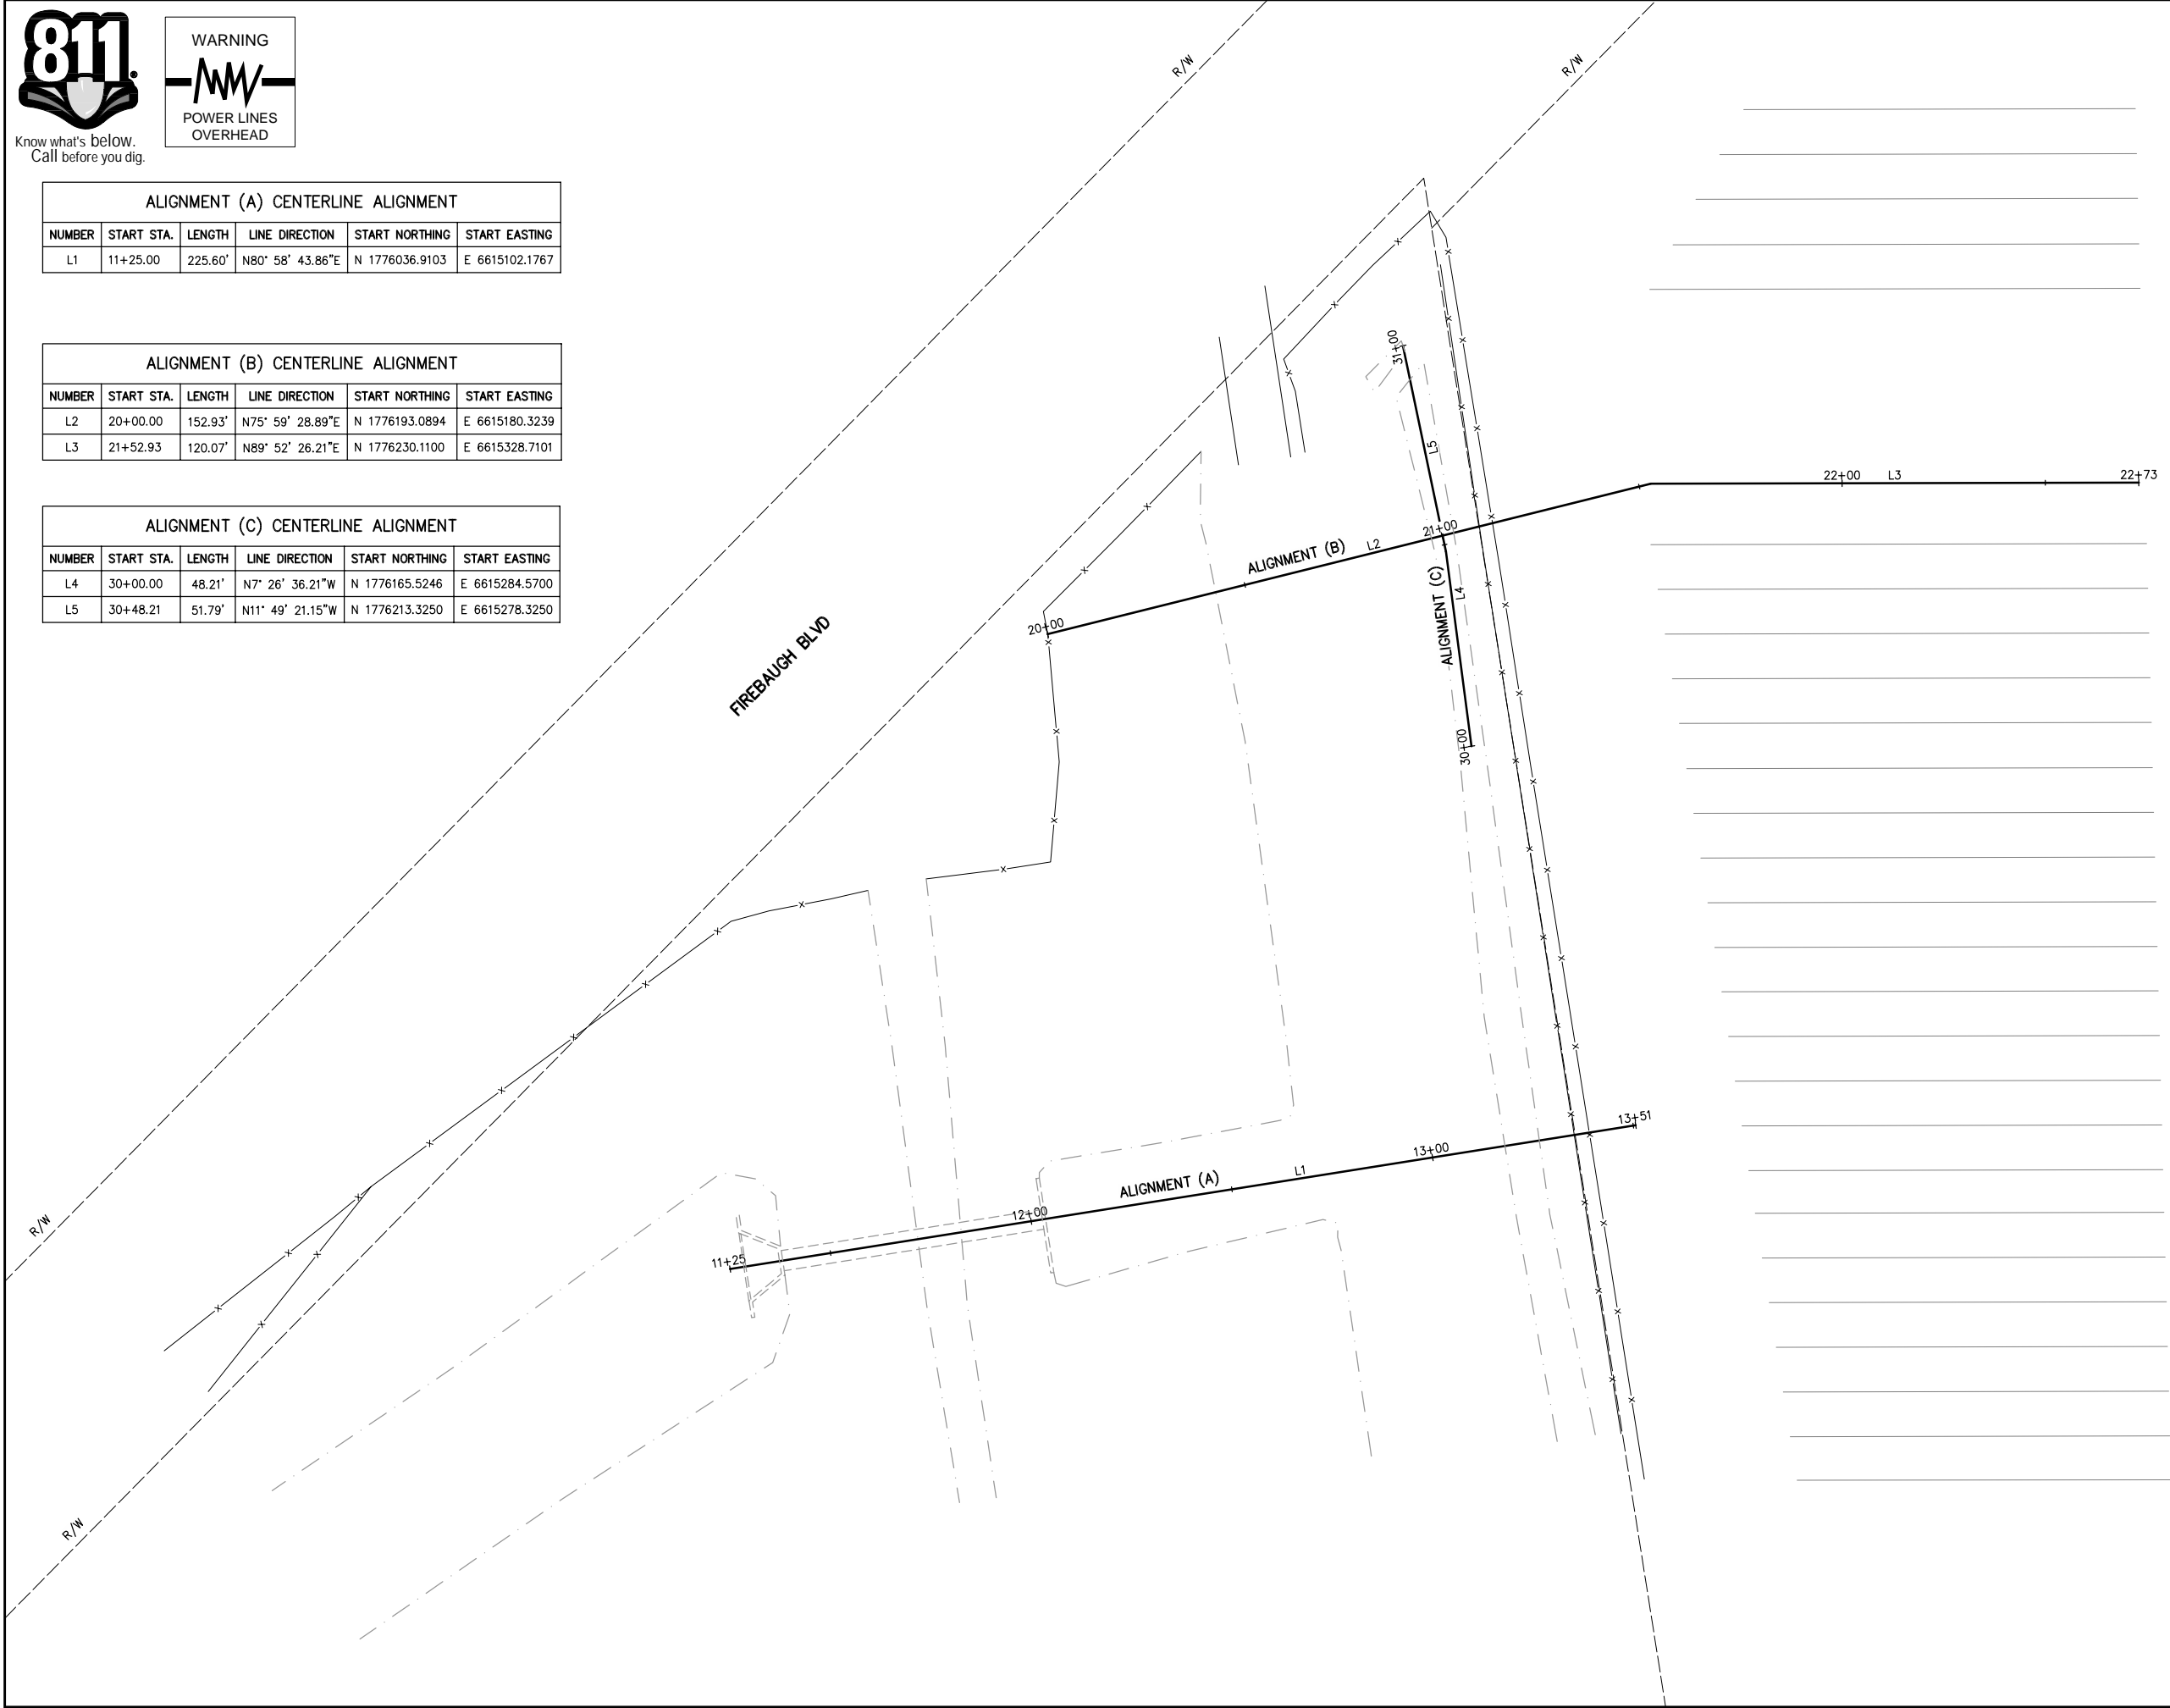 811®
Know what's below.
Call before you dig.
WARNING
POWER LINES
OVERHEAD
ALIGNMENT (A) CENTERLINE ALIGNMENT
NUMBER START STA. LENGTH LINE DIRECTION START NORTHING START EASTING
L1 11+25.00 225.60' N80° 58' 43.86"E N 1776036.9103 E 6615102.1767
ALIGNMENT (B) CENTERLINE ALIGNMENT
NUMBER START STA. LENGTH LINE DIRECTION START NORTHING START EASTING
L2 20+00.00 152.93' N75° 59' 28.89"E N 1776193.0894 E 6615180.3239
L3 21+52.93 120.07' N89° 52' 26.21"E N 1776230.1100 E 6615328.7101
ALIGNMENT (C) CENTERLINE ALIGNMENT
NUMBER START STA. LENGTH LINE DIRECTION START NORTHING START EASTING
L4 30+00.00 48.21' N7° 26' 36.21"W N 1776165.5246 E 6615284.5700
L5 30+48.21 51.79' N11° 49' 21.15"W N 1776213.3250 E 6615278.3250
R/W
R/W
31+00
L5
22+00
L3
22+73
21+00
ALIGNMENT (B)
L2
ALIGNMENT (C)
L4
20+00
FIREBAUGH BLVD
30+00
13+51
13+00
L1
ALIGNMENT (A)
12+00
11+25
R/W
R/W